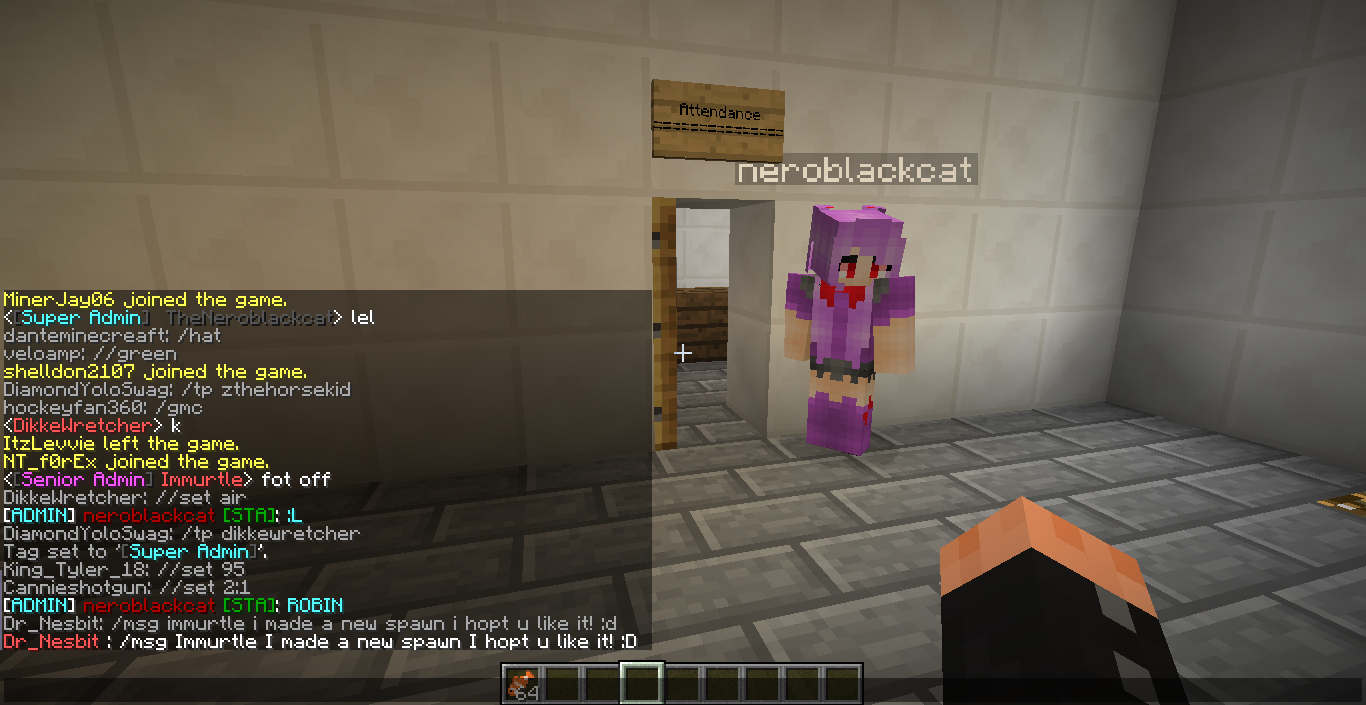 Attendance
neroblackcat
MinerJay06 joined the game.
<[Super Admin] TheNeroblackcat> lel
danteminecreaft: /hat
veloamp: //green
shelldon2107 joined the game.
DiamondYoloSwag: /tp zthehorsekid
hockeyfan360: /gmc
<DikkeWretcher> k
ItzLevvie left the game.
NT_f0rEx joined the game.
<[Senior Admin] Immurtle> fot off
DikkeWretcher: //set air
[ADMIN] neroblackcat [STA]: :L
DiamondYoloSwag: /tp dikkewretcher
Tag set to '[Super Admin]'.
King_Tyler_18: //set 95
Cannieshotgun: //set 2:1
[ADMIN] neroblackcat [STA]: ROBIN
Dr_Nesbit: /msg immurtle i made a new spawn i hopt u like it! :d
Dr_Nesbit : /msg Immurtle I made a new spawn I hopt u like it! :D
64